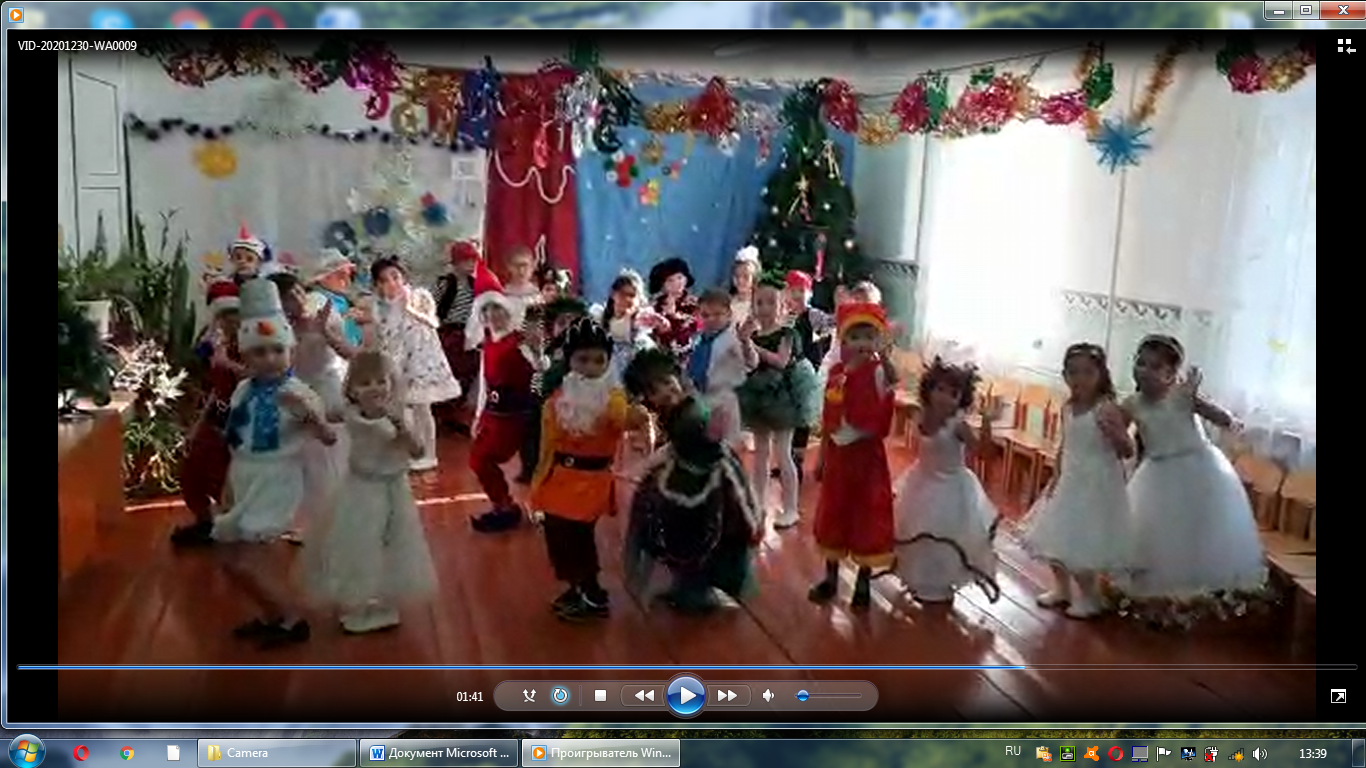 VID-20201230-WA0009
01:41
Camera
Документ Microsoft ...
Проигрыватель Win...
RU
13:39